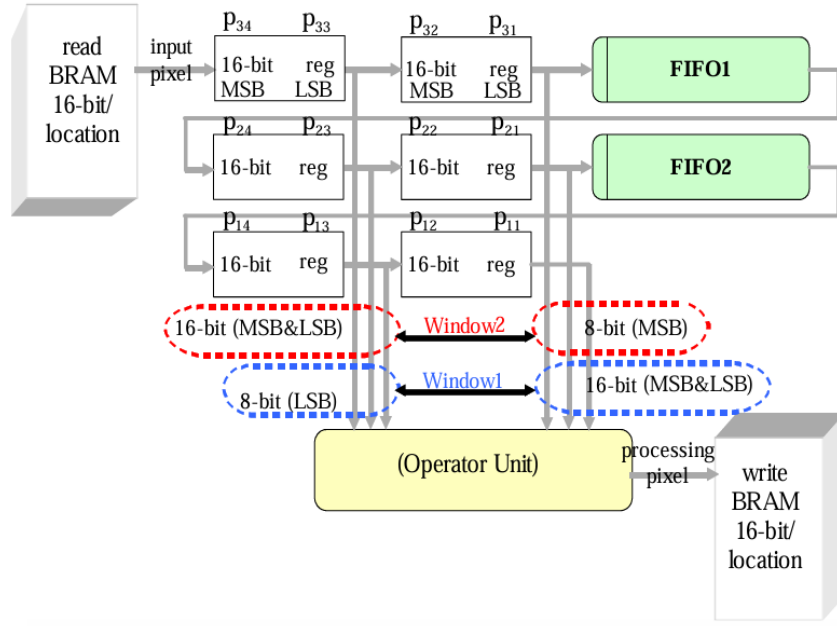 read
BRAM
16-bit/
location
input
pixel
p34 p33
16-bit reg
MSB LSB
p32 p31
16-bit reg
MSB LSB
FIFO1
p24 p23
16-bit reg
p22 p21
16-bit reg
FIFO2
p14 p13
16-bit reg
p12 p11
16-bit reg
16-bit (MSB&LSB)
Window2
8-bit (MSB)
8-bit (LSB)
Window1
16-bit (MSB&LSB)
(Operator Unit)
processing
pixel
write
BRAM
16-bit/
location